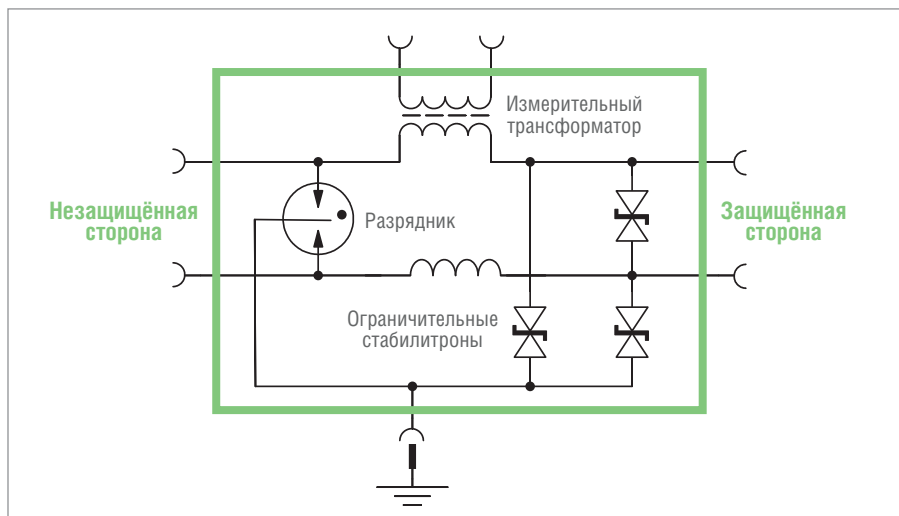 Измерительный
трансформатор
Незащищённая
сторона
Разрядник
Защищённая
сторона
Ограничительные
стабилитроны